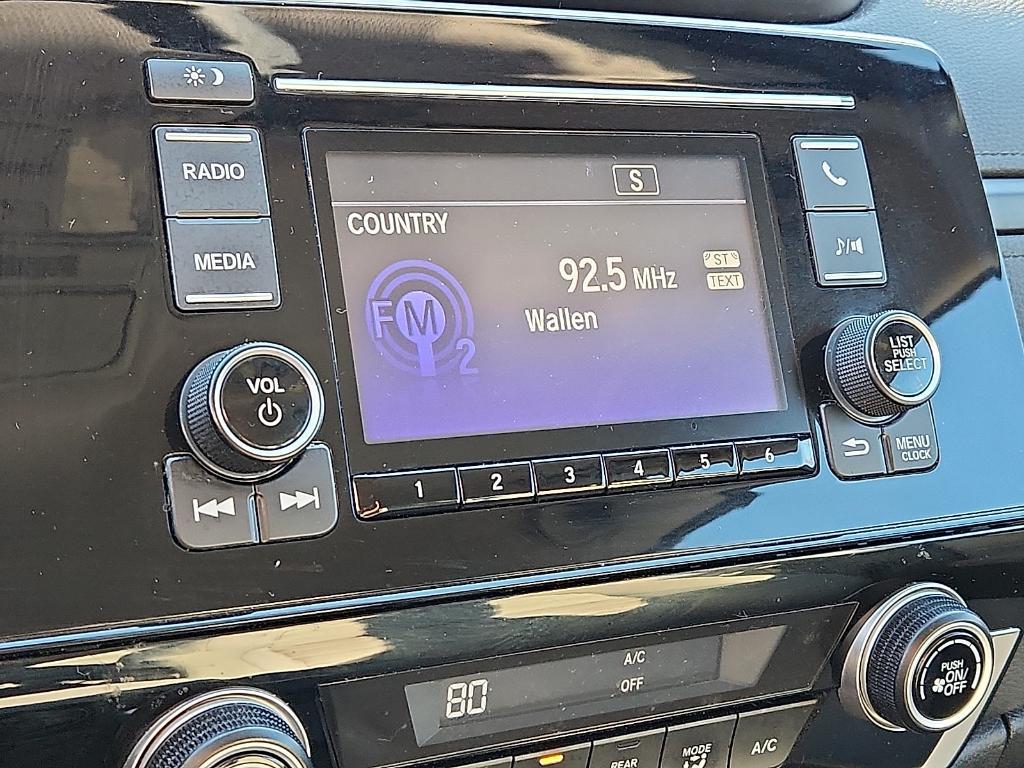 RADIO
MEDIA
S
COUNTRY
92.5 MHz
ST
TEXT
Wallen
FM
2
VOL
1 2 3 4 5 6
LIST
PUSH
SELECT
MENU
CLOCK
80
A/C
OFF
PUSH
ON/
OFF
REAR
MODE
A/C